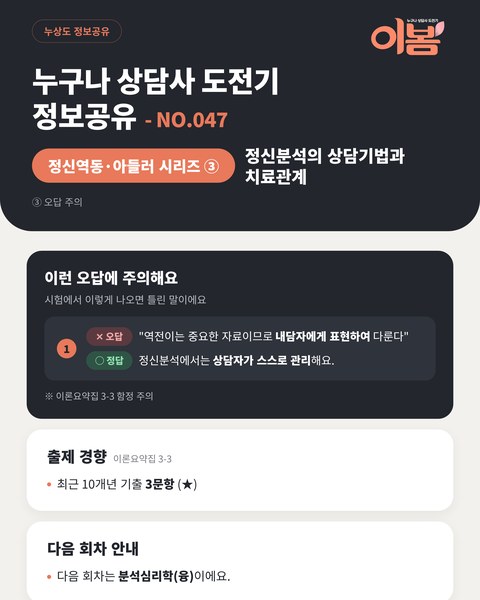 누상도 정보공유
누구나 상담사 도전기
이봄
누구나 상담사 도전기
정보공유 - NO.047
정신역동·아들러 시리즈 ③
정신분석의 상담기법과
치료관계
③ 오답 주의
이런 오답에 주의해요
시험에서 이렇게 나오면 틀린 말이에요
1
✕ 오답 "역전이는 중요한 자료이므로 내담자에게 표현하여 다룬다"
○ 정답 정신분석에서는 상담자가 스스로 관리해요.
※ 이론요약집 3-3 함정 주의
출제 경향 이론요약집 3-3
• 최근 10개년 기출 3문항 (★)
다음 회차 안내
• 다음 회차는 분석심리학(융)이에요.